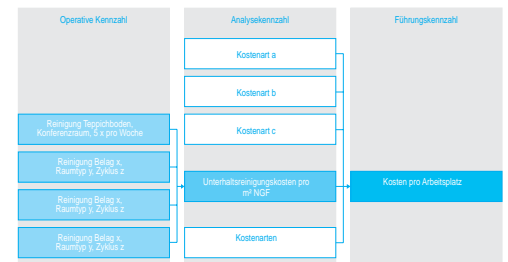 Operative Kennzahl
Analysekennzahl
Führungskennzahl
Kostenart a
Kostenart b
Reinigung Teppichboden,
Konferenzraum, 5 x pro Woche
Kostenart c
Reinigung Belag x,
Raumtyp y, Zyklus z
Unterhaltsreinigungskosten pro
m² NGF
Kosten pro Arbeitsplatz
Reinigung Belag x,
Raumtyp y, Zyklus z
Reinigung Belag x,
Raumtyp y, Zyklus z
Kostenarten